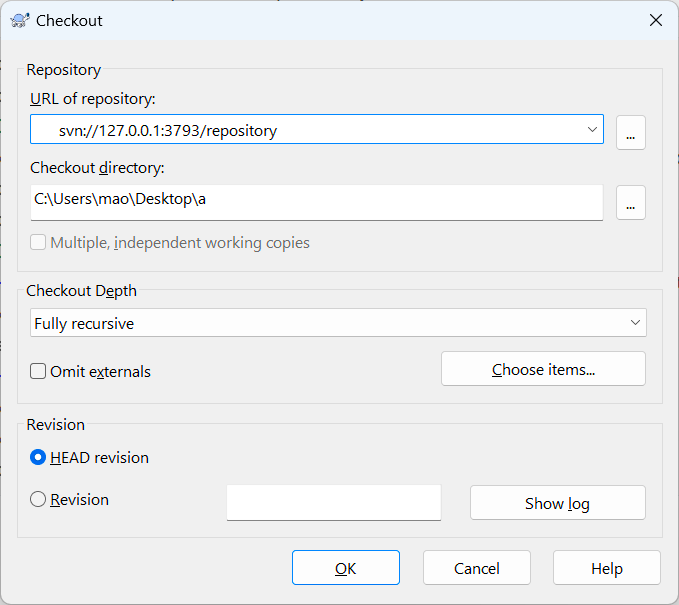 Checkout
Repository
URL of repository:
svn://127.0.0.1:3793/repository
...
Checkout directory:
C:\Users\mao\Desktop\a
...
Multiple, independent working copies
Checkout Depth
Fully recursive
Omit externals
Choose items...
Revision
HEAD revision
Revision
Show log
OK
Cancel
Help